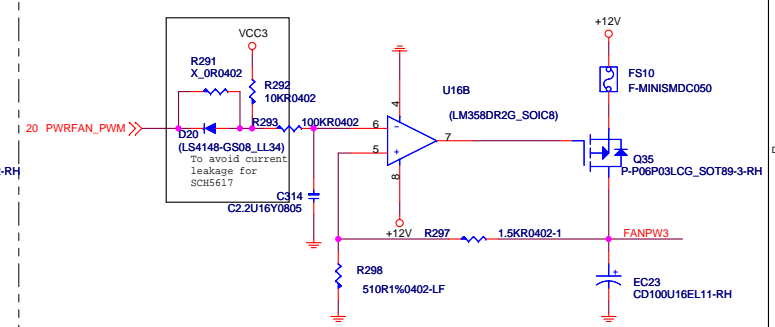 +12V
VCC3
R291
X_0R0402
R292
10KR0402
FS10
F-MINISMDC050
U16B
(LM358DR2G_SOIC8)
4
20 PWRFAN_PWM
R293
100KR0402
6
-
7
D20
(LS4148-GS08_LL34)
5
+
To avoid current
leakage for
SCH5617
8
Q35
P-P06P03LCG_SOT89-3-RH
-RH
C314
C2.2U16Y0805
+12V
R297
1.5KR0402-1
FANPW3
R298
510R1%0402-LF
+
EC23
CD100U16EL11-RH